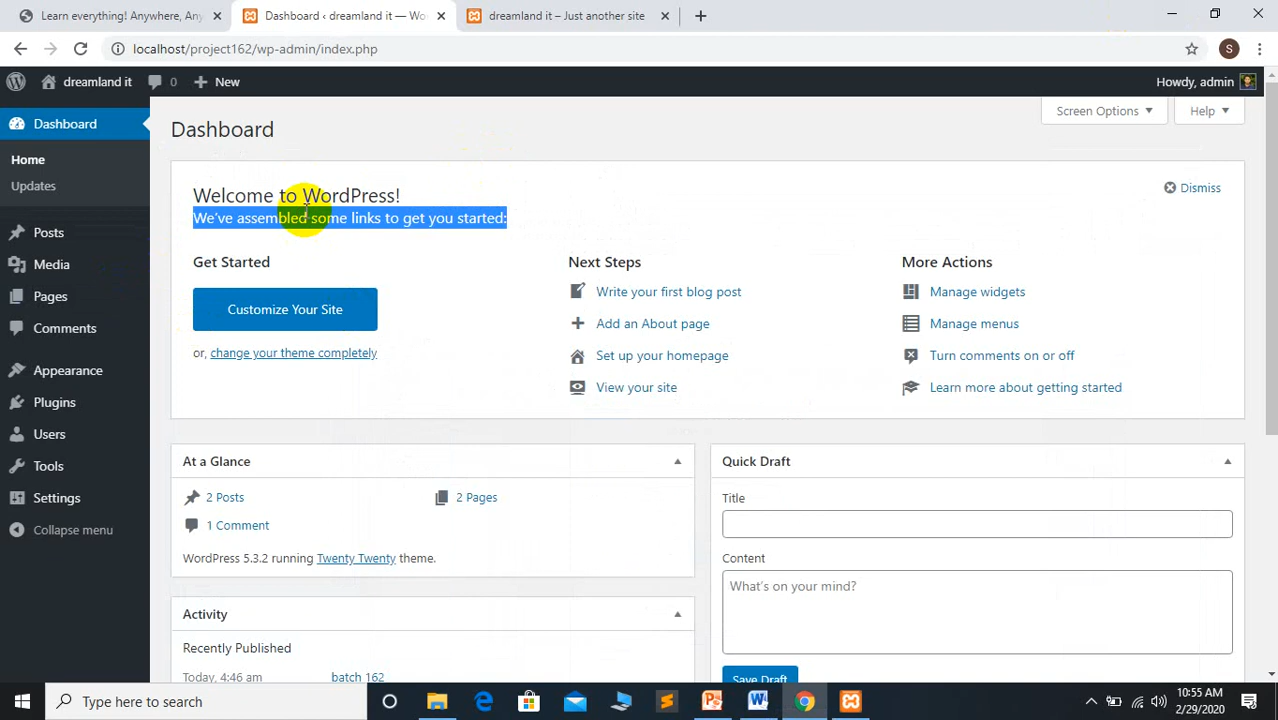 Learn everything! Anywhere, Any
Dashboard ‹ dreamland it — Wo
dreamland it – Just another site
localhost/project162/wp-admin/index.php
S
dreamland it
0
New
Howdy, admin
Dashboard
Home
Updates
Posts
Media
Pages
Comments
Appearance
Plugins
Users
Tools
Settings
Collapse menu
Screen Options
Help
Dashboard
Welcome to WordPress!
Dismiss
We've assembled some links to get you started:
Get Started
Customize Your Site
or, change your theme completely
Next Steps
Write your first blog post
Add an About page
Set up your homepage
View your site
More Actions
Manage widgets
Manage menus
Turn comments on or off
Learn more about getting started
At a Glance
2 Posts
2 Pages
1 Comment
WordPress 5.3.2 running Twenty Twenty theme.
Activity
Recently Published
Today, 4:46 am
batch 162
Quick Draft
Title
Content
What's on your mind?
Save Draft
Type here to search
10:55 AM
2/29/2020